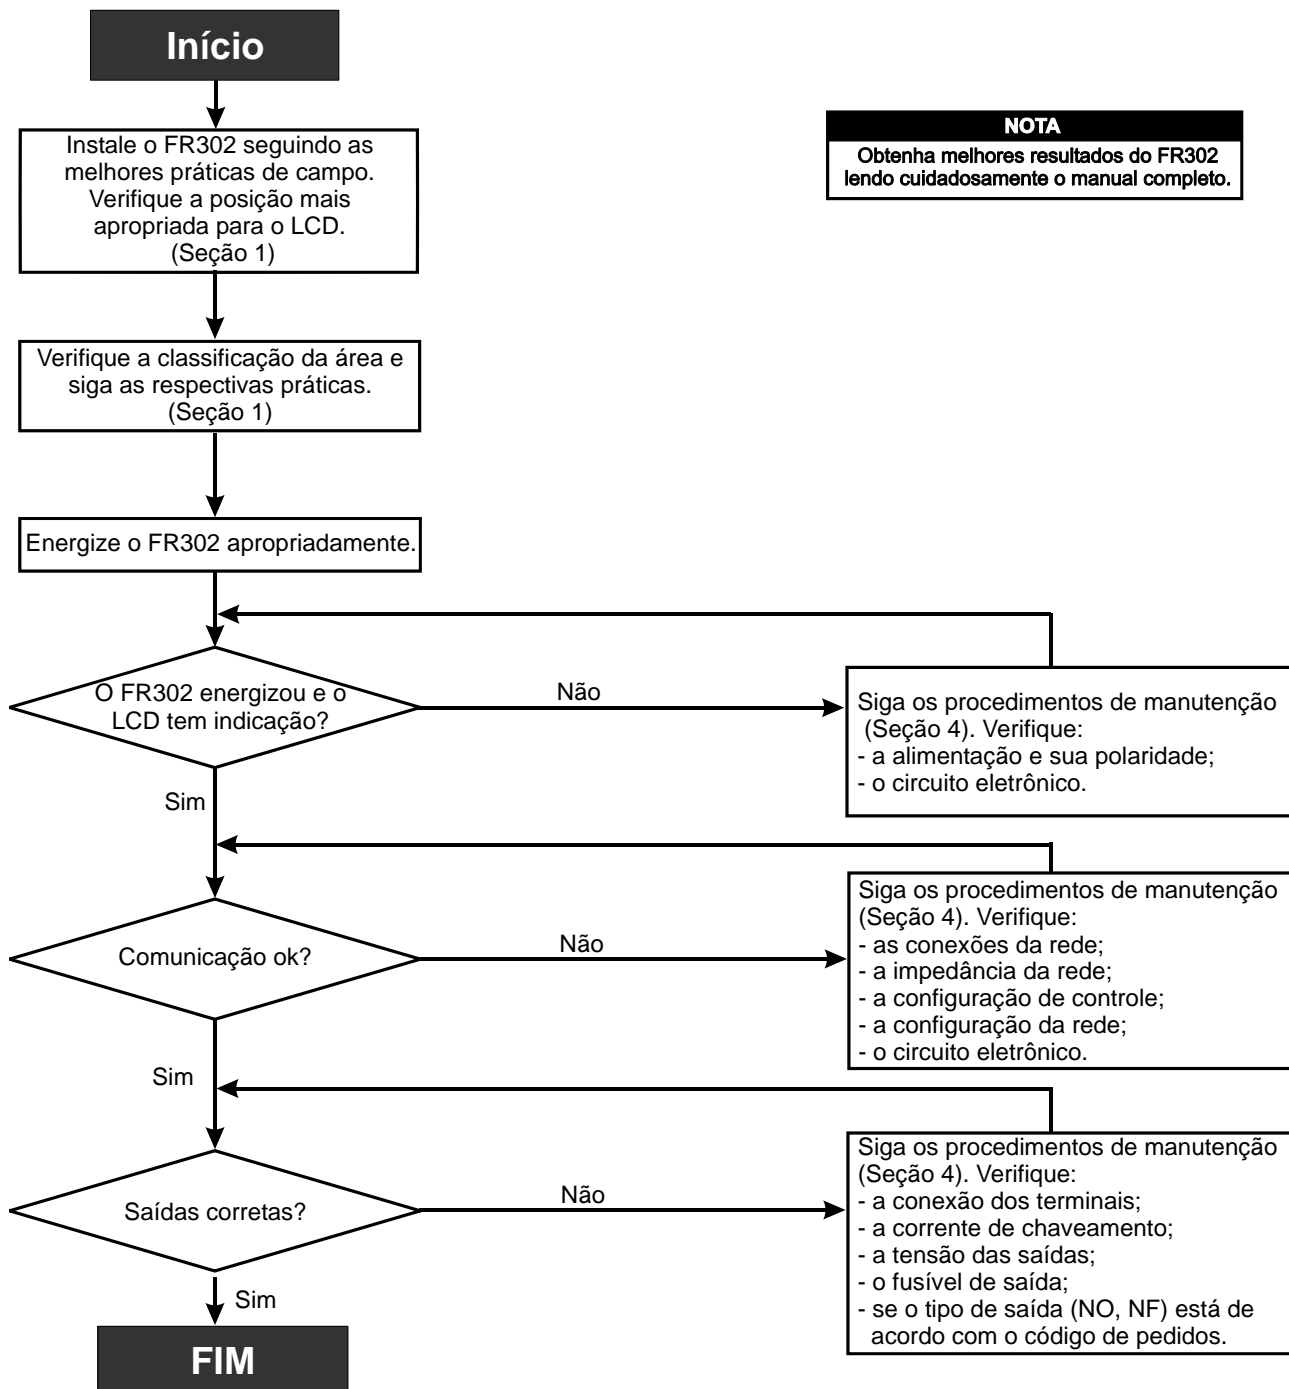 Início
Instale o FR302 seguindo as
melhores práticas de campo.
Verifique a posição mais
apropriada para o LCD.
(Seção 1)
NOTA
Obtenha melhores resultados do FR302
lendo cuidadosamente o manual completo.
Verifique a classificação da área e
siga as respectivas práticas.
(Seção 1)
Energize o FR302 apropriadamente.
O FR302 energizou e o
LCD tem indicação?
Não
Siga os procedimentos de manutenção
(Seção 4). Verifique:
- a alimentação e sua polaridade;
- o circuito eletrônico.
Sim
Comunicação ok?
Não
Siga os procedimentos de manutenção
(Seção 4). Verifique:
- as conexões da rede;
- a impedância da rede;
- a configuração de controle;
- a configuração da rede;
- o circuito eletrônico.
Sim
Saídas corretas?
Não
Siga os procedimentos de manutenção
(Seção 4). Verifique:
- a conexão dos terminais;
- a corrente de chaveamento;
- a tensão das saídas;
- o fusível de saída;
- se o tipo de saída (NO, NF) está de
acordo com o código de pedidos.
Sim
FIM